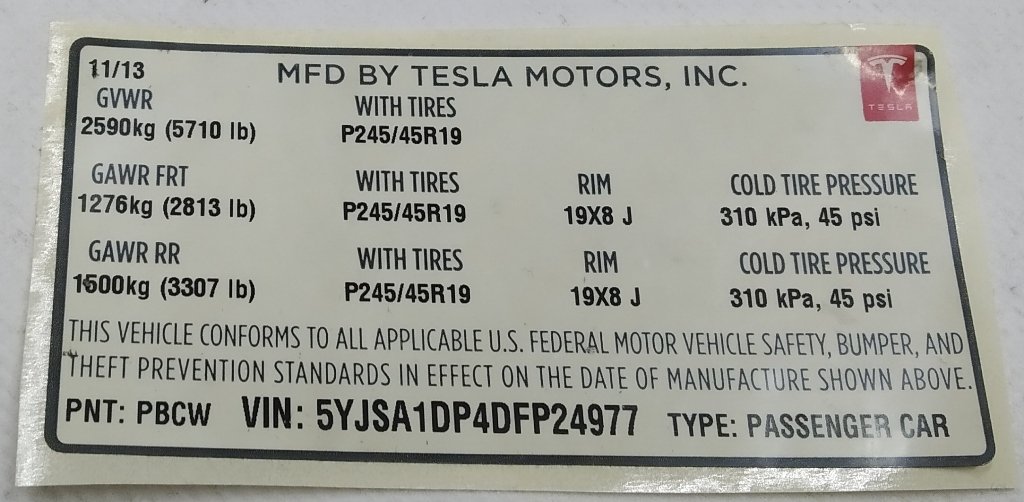 11/13 MFD BY TESLA MOTORS, INC.
TESLA
GVWR WITH TIRES
2590kg (5710 lb) P245/45R19
GAWR FRT WITH TIRES RIM COLD TIRE PRESSURE
1276kg (2813 lb) P245/45R19 19X8 J 310 kPa, 45 psi
GAWR RR WITH TIRES RIM COLD TIRE PRESSURE
1500kg (3307 lb) P245/45R19 19X8 J 310 kPa, 45 psi
THIS VEHICLE CONFORMS TO ALL APPLICABLE U.S. FEDERAL MOTOR VEHICLE SAFETY, BUMPER, AND
THEFT PREVENTION STANDARDS IN EFFECT ON THE DATE OF MANUFACTURE SHOWN ABOVE.
PNT: PBCW VIN: 5YJSA1DP4DFP24977 TYPE: PASSENGER CAR